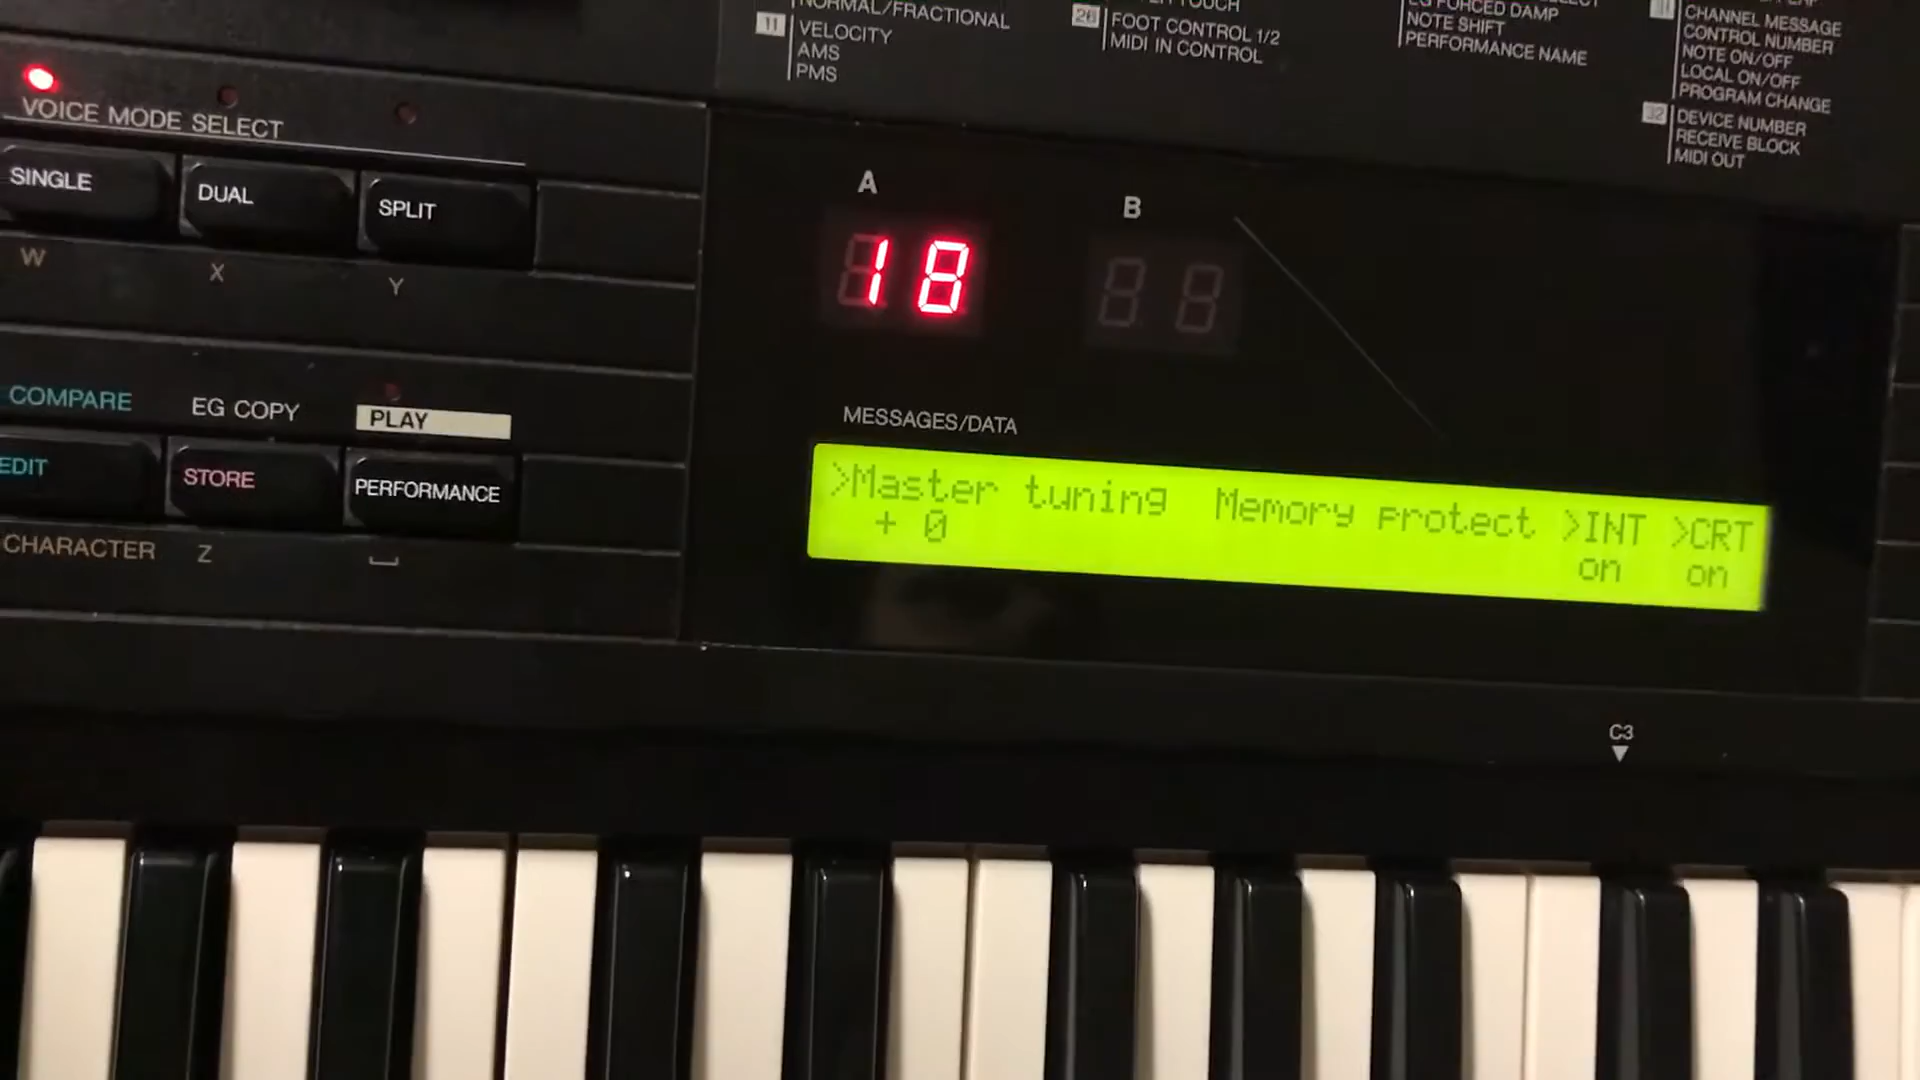 NORMAL/FRACTIONAL
11 VELOCITY
AMS
PMS
TOUCH
26 FOOT CONTROL 1/2
MIDI IN CONTROL
EG FORCED DAMP
NOTE SHIFT
PERFORMANCE NAME
31 CHANNEL MESSAGE
CONTROL NUMBER
NOTE ON/OFF
LOCAL ON/OFF
PROGRAM CHANGE
32 DEVICE NUMBER
RECEIVE BLOCK
MIDI OUT
VOICE MODE SELECT
SINGLE
DUAL
SPLIT
W
X
Y
A
B
18
COMPARE
EG COPY
PLAY
EDIT
STORE
PERFORMANCE
CHARACTER
Z
MESSAGES/DATA
>Master tuning Memory protect >INT >CRT
+ 0 on on
C3